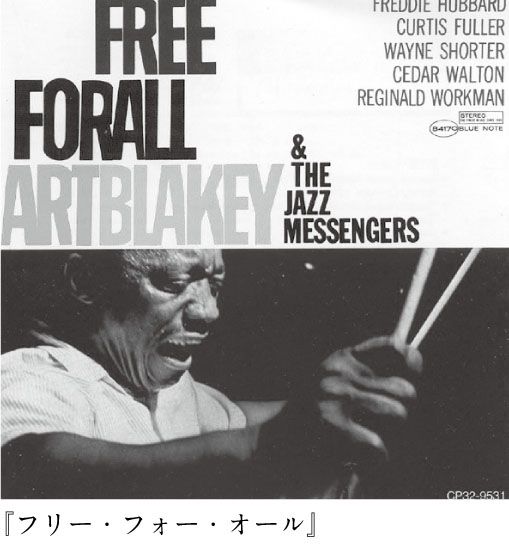 FREE
FREDDIE HUBBARD
CURTIS FULLER
WAYNE SHORTER
CEDAR WALTON
REGINALD WORKMAN
FORALL
STEREO
84170 BLUE NOTE
ARTBLAKEY
&
THE
JAZZ
MESSENGERS
CP32-9531
『フリー・フォー・オール』